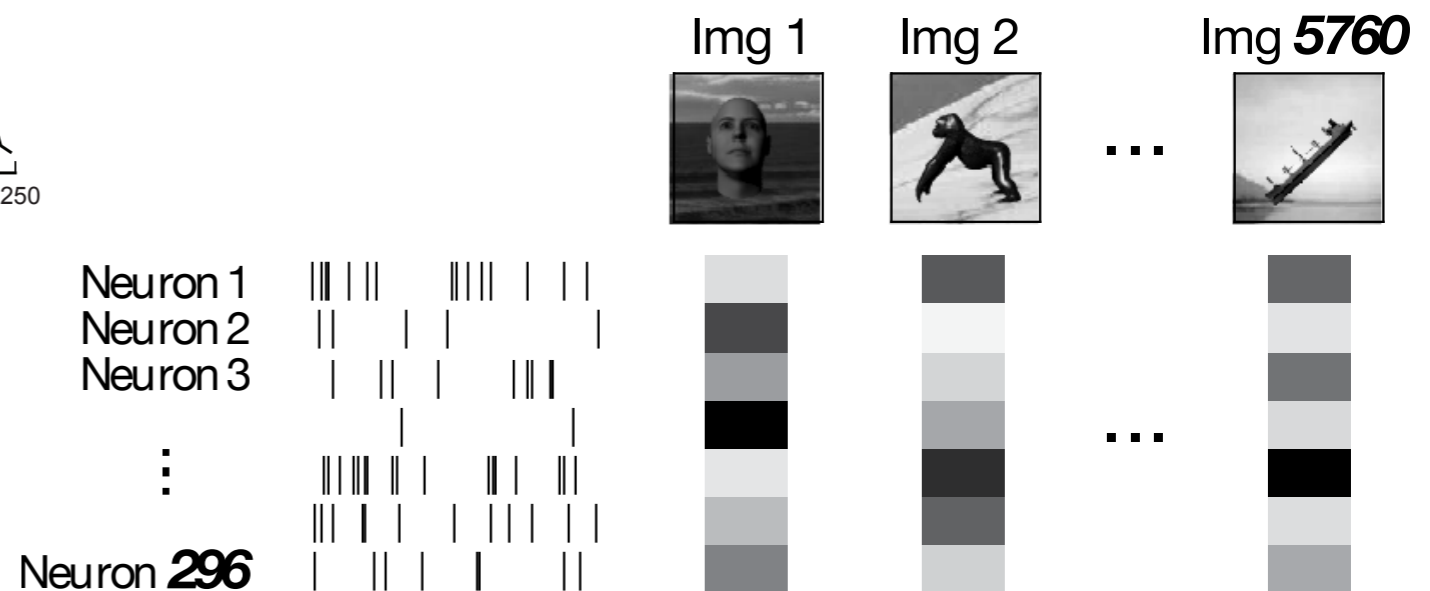 Img 1 Img 2 Img 5760
...
250
Neuron 1
Neuron 2
Neuron 3
...
⋮
Neuron 296